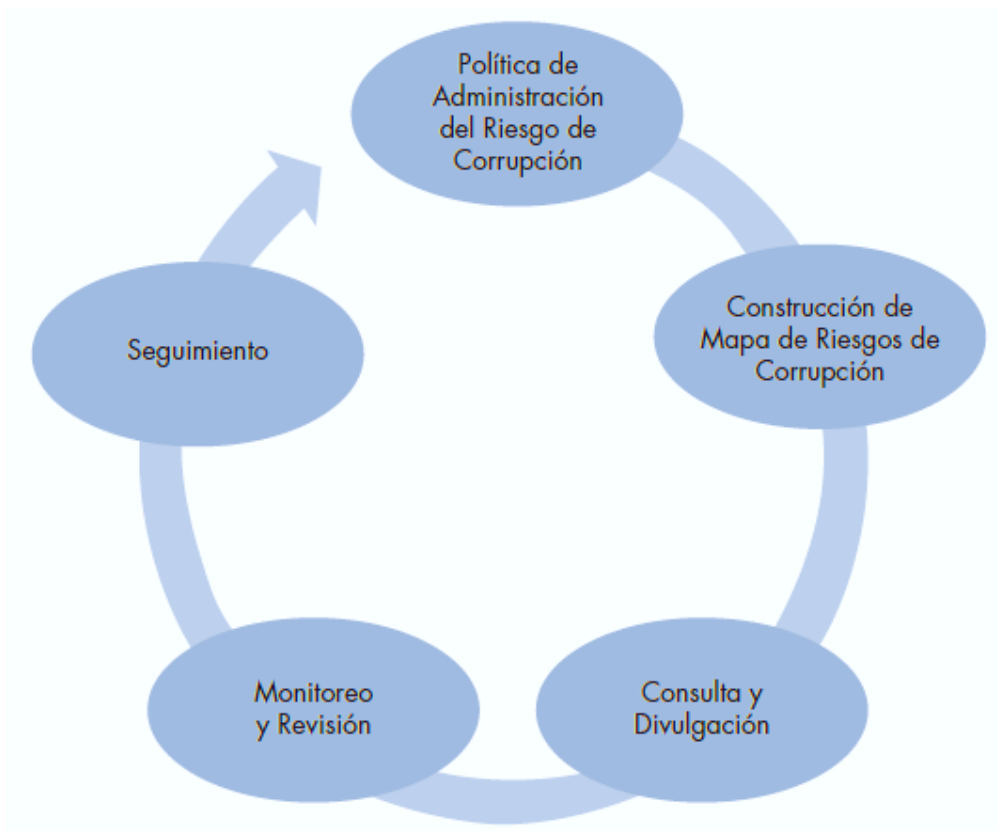 Política de
Administración
del Riesgo de
Corrupción
Construcción de
Mapa de Riesgos de
Corrupción
Consulta y
Divulgación
Monitoreo
y Revisión
Seguimiento